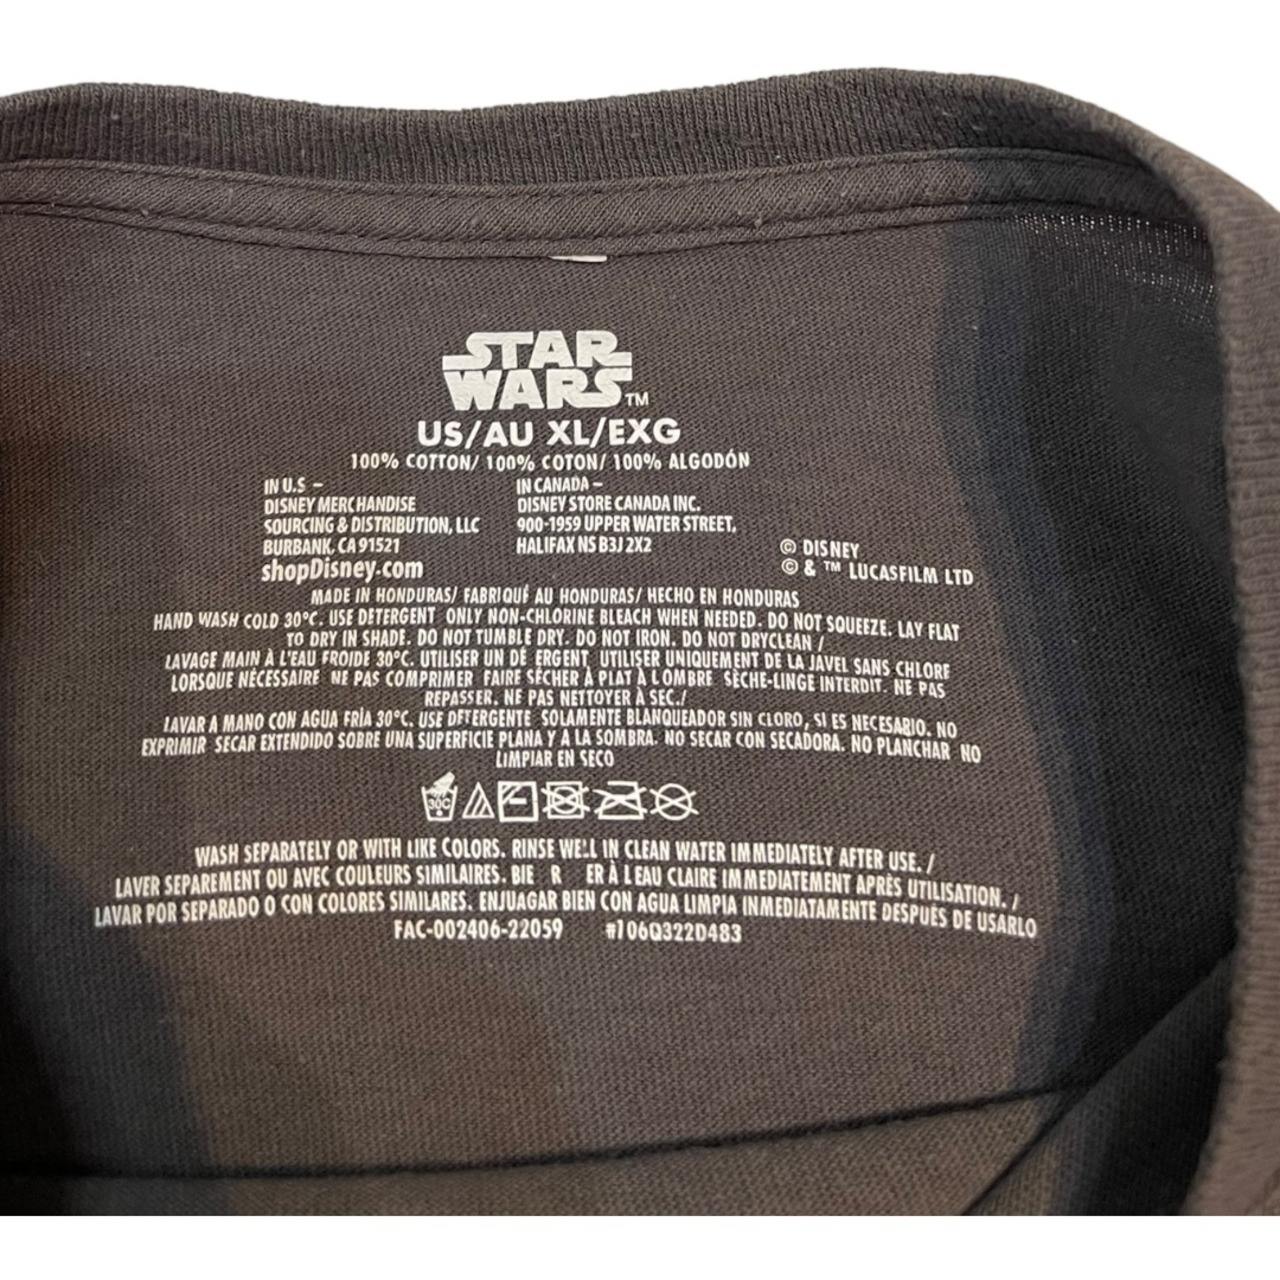 STAR
WARS™
US/AU XL/EXG
100% COTTON/ 100% COTON/ 100% ALGODÓN
IN U.S –
DISNEY MERCHANDISE
SOURCING & DISTRIBUTION, LLC
BURBANK, CA 91521
shopDisney.com
IN CANADA –
DISNEY STORE CANADA INC.
900-1959 UPPER WATER STREET,
HALIFAX NS B3J 2X2
© DISNEY
© & ™ LUCASFILM LTD
MADE IN HONDURAS/ FABRIQUÉ AU HONDURAS/ HECHO EN HONDURAS
HAND WASH COLD 30°C. USE DETERGENT ONLY NON-CHLORINE BLEACH WHEN NEEDED. DO NOT SQUEEZE. LAY FLAT
TO DRY IN SHADE. DO NOT TUMBLE DRY. DO NOT IRON. DO NOT DRYCLEAN /
LAVAGE MAIN À L'EAU FROIDE 30°C. UTILISER UN DE ERGENT UTILISER UNIQUEMENT DE LA JAVEL SANS CHLORE
LORSQUE NÉCESSAIRE NE PAS COMPRIMER FAIRE SÉCHER À PLAT À L OMBRE SÈCHE-LINGE INTERDIT. NE PAS
REPASSER. NE PAS NETTOYER À SEC./
LAVAR A MANO CON AGUA FRÍA 30°C. USE DETERGENTE SOLAMENTE BLANQUEADOR SIN CLORO, SI ES NECESARIO. NO
EXPRIMIR SECAR EXTENDIDO SOBRE UNA SUPERFICIE PLANA Y A LA SOMBRA. NO SECAR CON SECADORA. NO PLANCHAR NO
LIMPIAR EN SECO
30C
WASH SEPARATELY OR WITH LIKE COLORS. RINSE WELL IN CLEAN WATER IMMEDIATELY AFTER USE. /
LAVER SEPAREMENT OU AVEC COULEURS SIMILAIRES. BIE R ER À L EAU CLAIRE IMMEDIATEMENT APRÈS UTILISATION. /
LAVAR POR SEPARADO O CON COLORES SIMILARES. ENJUAGAR BIEN CON AGUA LIMPIA INMEDIATAMENTE DESPUÉS DE USARLO
FAC-002406-22059 #106Q322D483